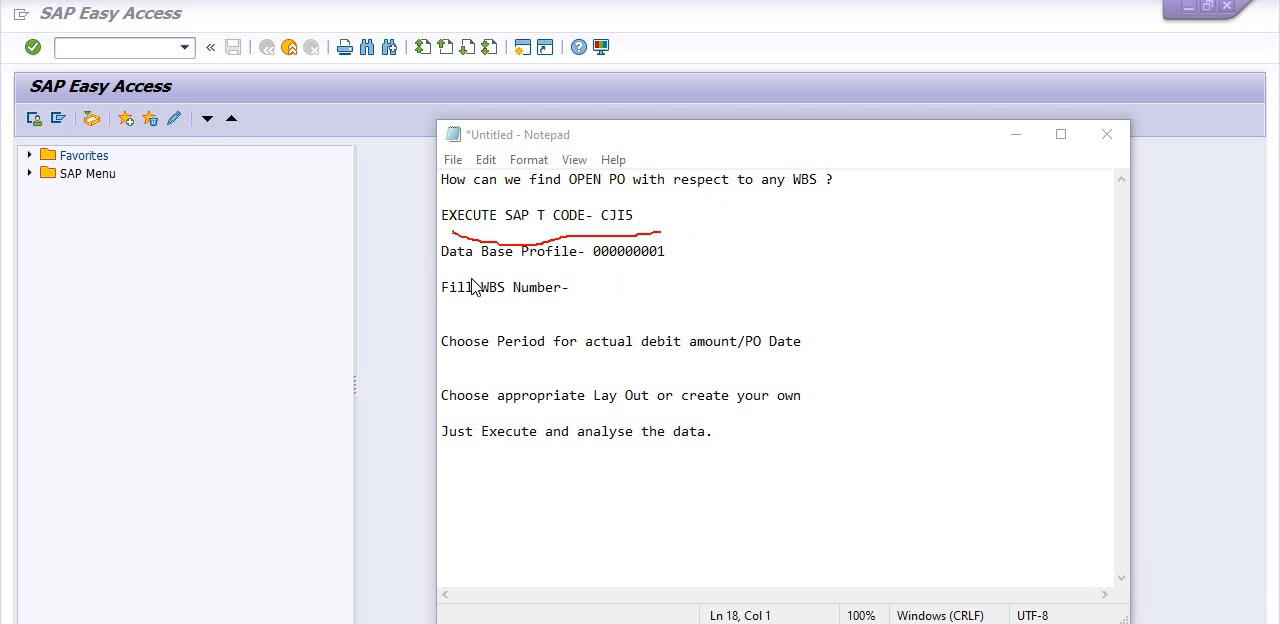 SAP Easy Access
SAP Easy Access
Favorites
SAP Menu
*Untitled - Notepad
File Edit Format View Help
How can we find OPEN PO with respect to any WBS ?
EXECUTE SAP T CODE- CJI5
Data Base Profile- 000000001
Fill WBS Number-
Choose Period for actual debit amount/PO Date
Choose appropriate Lay Out or create your own
Just Execute and analyse the data.
Ln 18, Col 1 100% Windows (CRLF) UTF-8